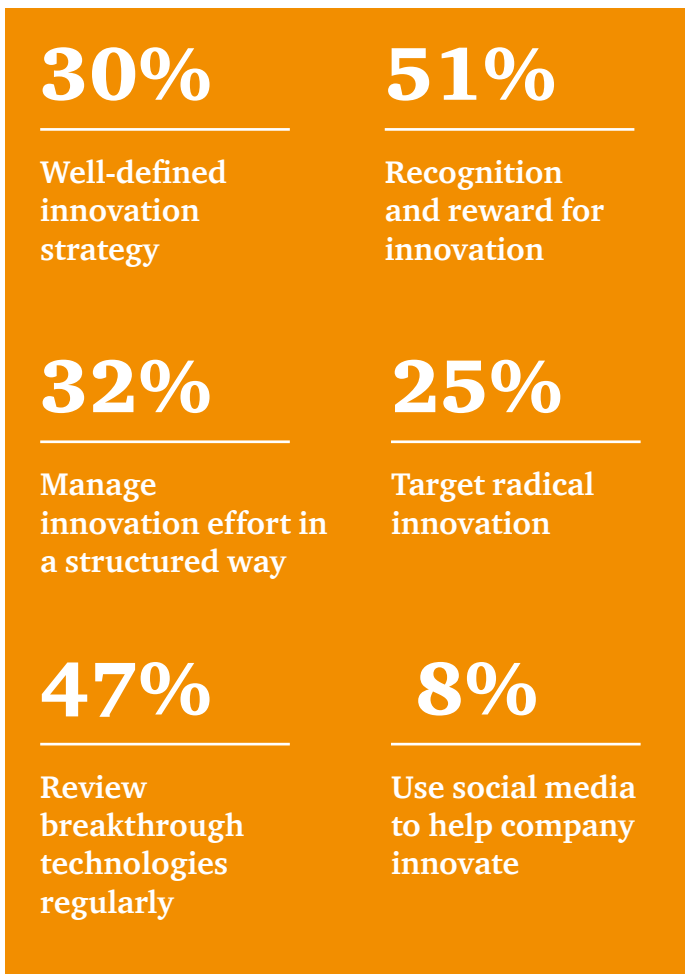 30%
Well-defined
innovation
strategy
51%
Recognition
and reward for
innovation
32%
Manage
innovation effort in
a structured way
25%
Target radical
innovation
47%
Review
breakthrough
technologies
regularly
8%
Use social media
to help company
innovate